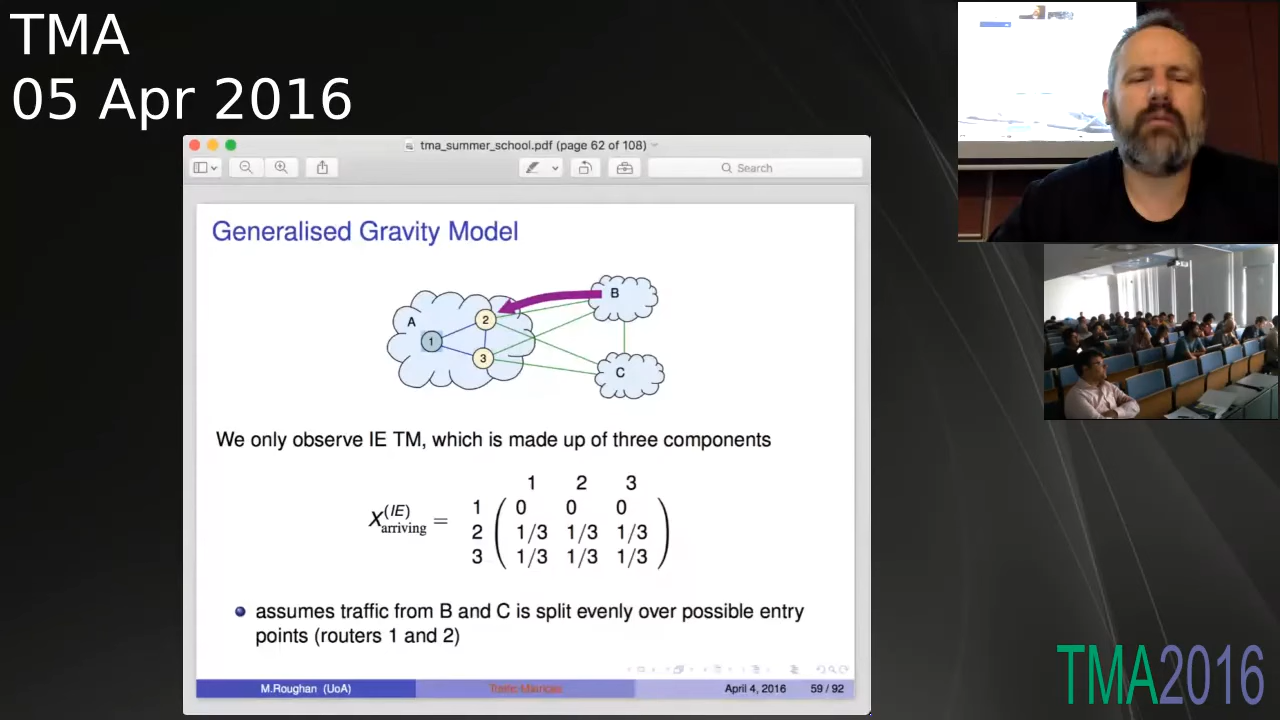 TMA
05 Apr 2016
tma_summer_school.pdf (page 62 of 108)
Search
Generalised Gravity Model
A
B
1
2
3
C
We only observe IE TM, which is made up of three components
1 2 3
X(IE)arriving =
1 0 0 0
2 1/3 1/3 1/3
3 1/3 1/3 1/3
assumes traffic from B and C is split evenly over possible entry
points (routers 1 and 2)
M.Roughan (UoA)
Traffic Matrices
April 4, 2016
59 / 92
TMA2016